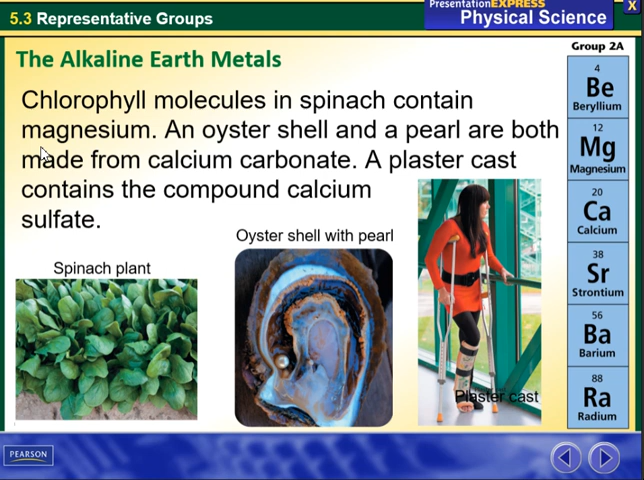 PresentationEXPRESS
X
5.3 Representative Groups
Physical Science
The Alkaline Earth Metals
Chlorophyll molecules in spinach contain
magnesium. An oyster shell and a pearl are both
made from calcium carbonate. A plaster cast
contains the compound calcium
sulfate.
Oyster shell with pearl
Spinach plant
Plaster cast
Group 2A
4
Be
Beryllium
12
Mg
Magnesium
20
Ca
Calcium
38
Sr
Strontium
56
Ba
Barium
88
Ra
Radium
PEARSON